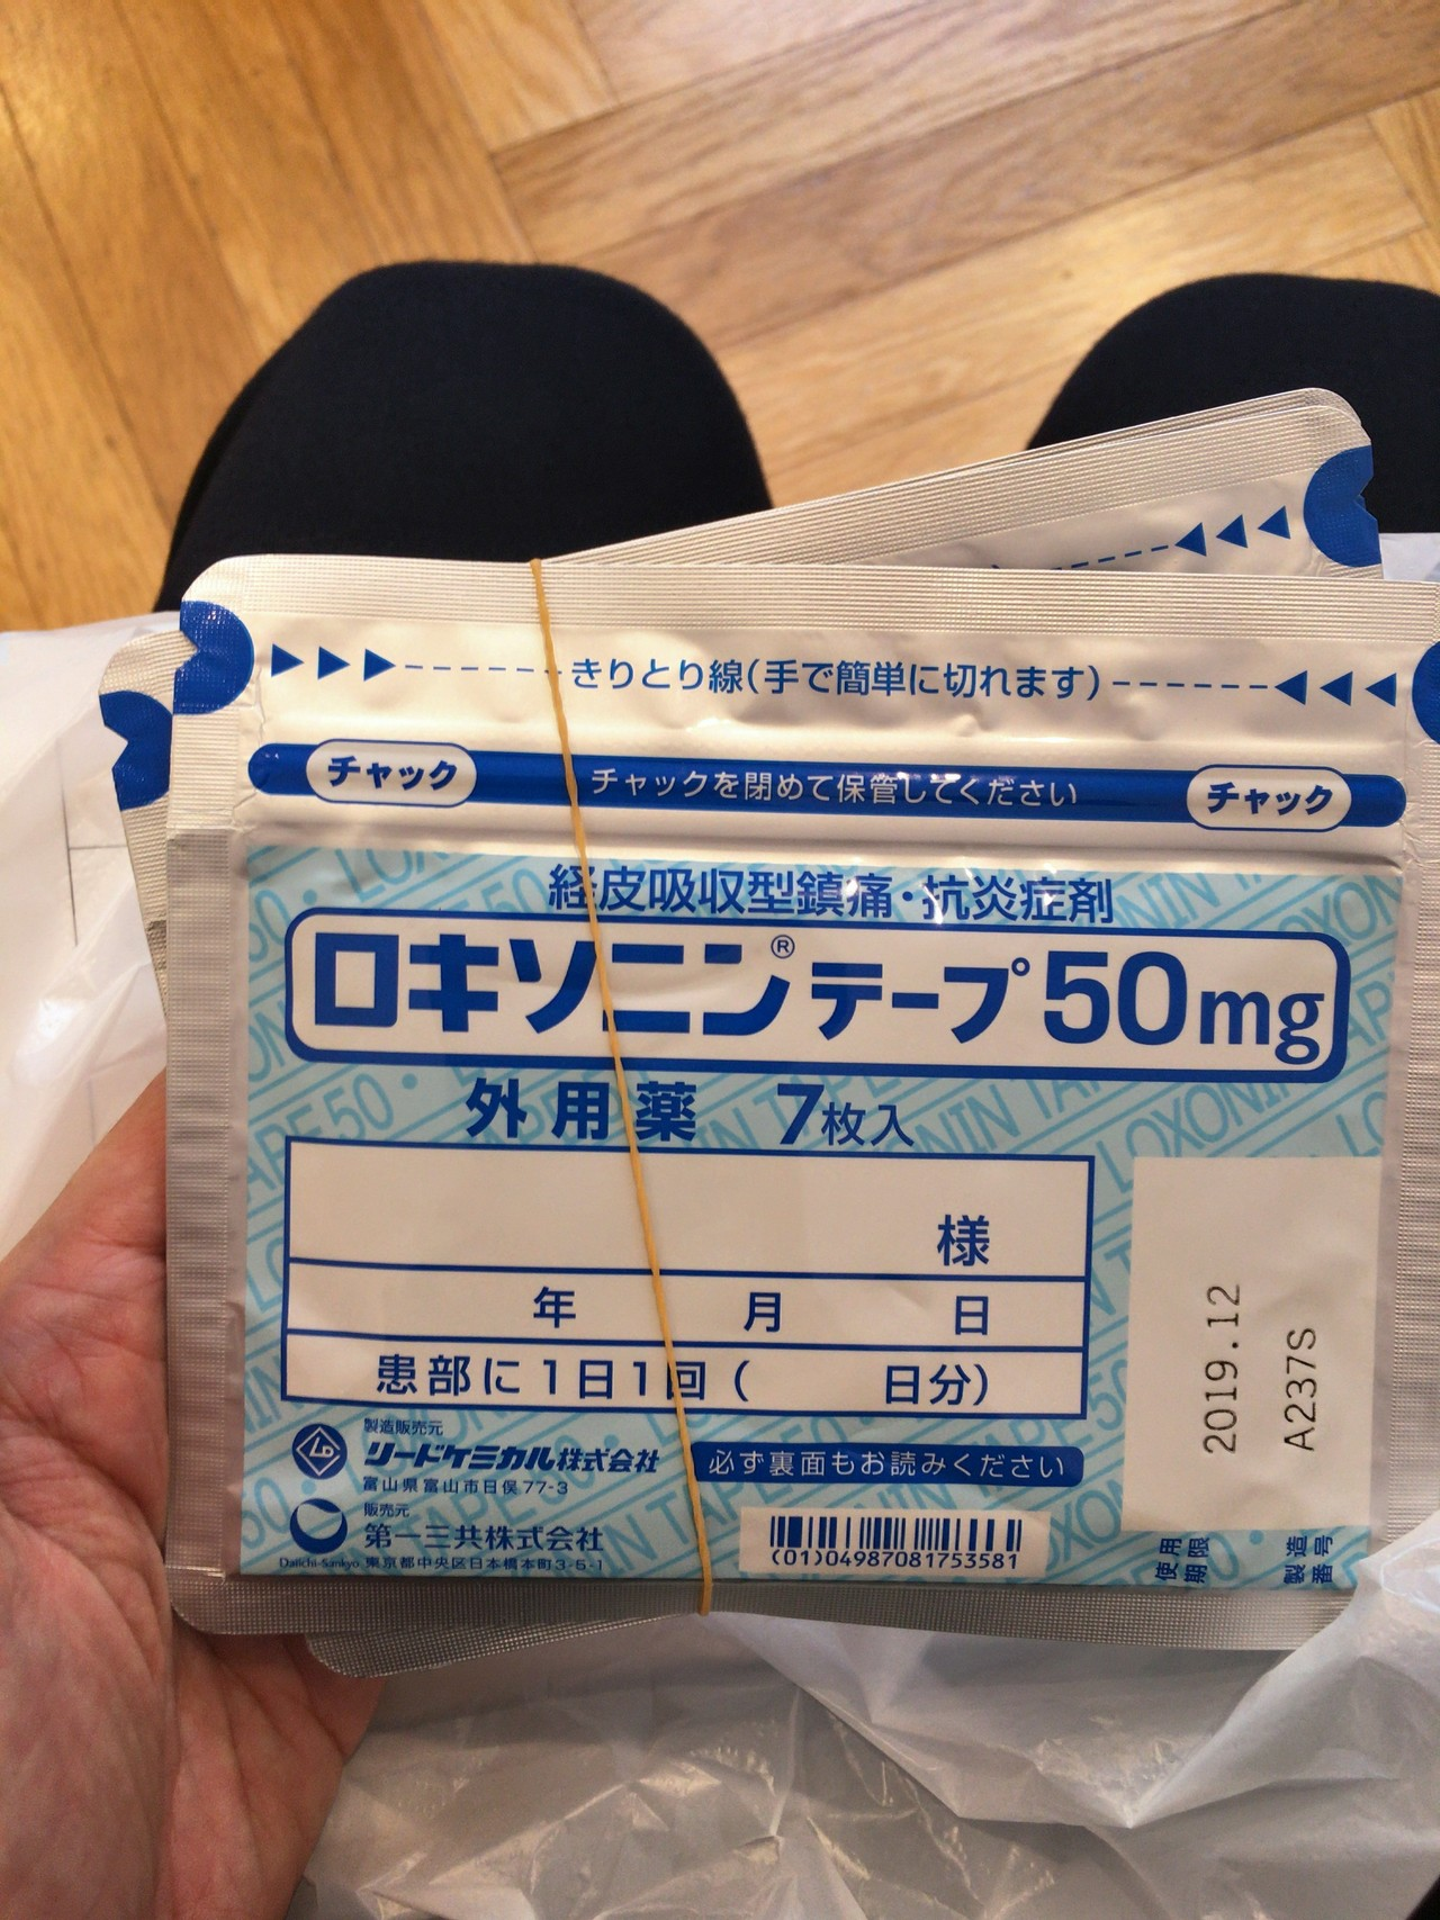 きりとり線(手で簡単に切れます)
チャック チャックを閉めて保管してください チャック
経皮吸収型鎮痛・抗炎症剤
ロキソニン®テープ50mg
外用薬 7枚入
様
年 月 日
患部に1日1回( 日分)
製造販売元
リードケミカル株式会社
富山県富山市日俣77-3
販売元
第一三共株式会社
Daiichi-Sankyo 東京都中央区日本橋本町3-5-1
必ず裏面もお読みください
(01)04987081753581
使用期限 2019.12
製造番号 A237S